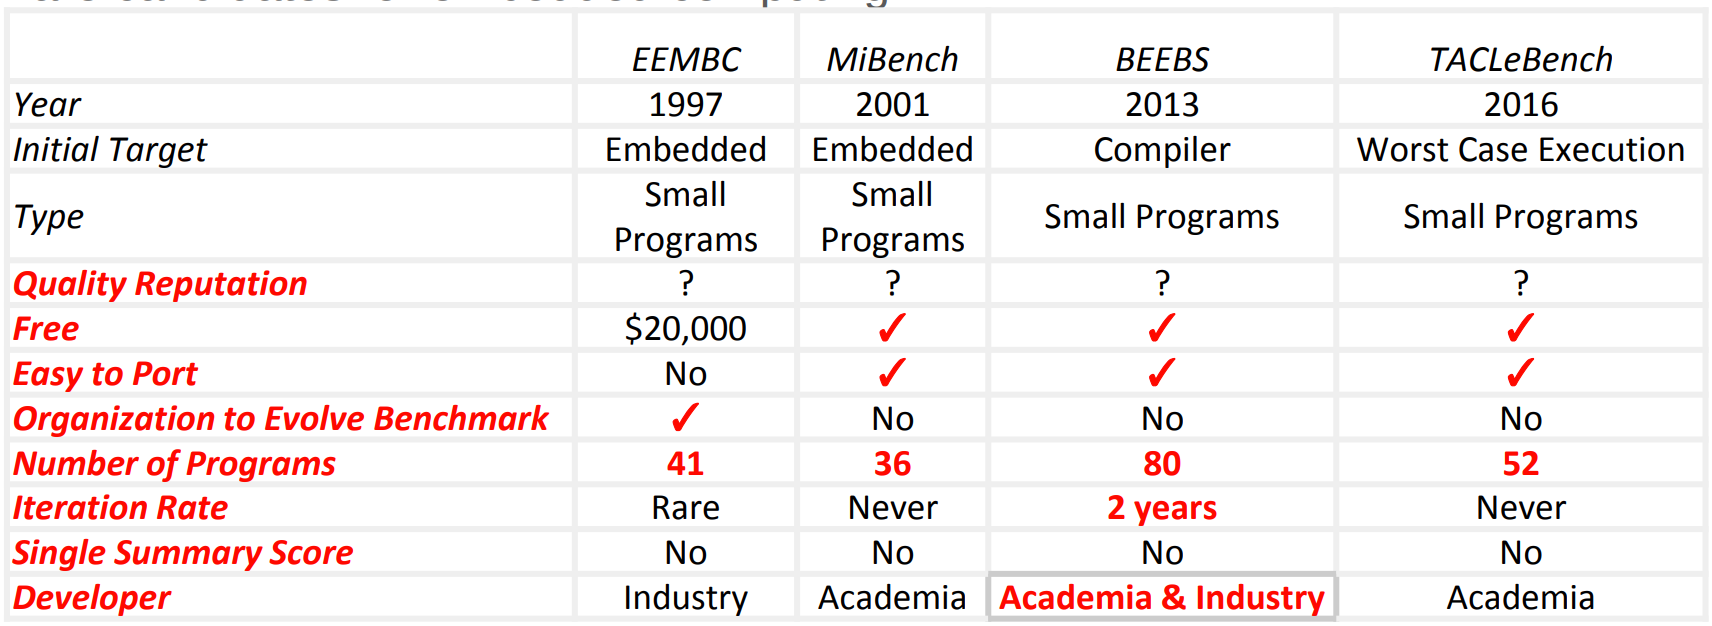 EEMBC MiBench BEEBS TACLeBench
Year 1997 2001 2013 2016
Initial Target Embedded Embedded Compiler Worst Case Execution
Type Small Programs Small Programs Small Programs Small Programs
Quality Reputation ? ? ? ?
Free $20,000 ✓ ✓ ✓
Easy to Port No ✓ ✓ ✓
Organization to Evolve Benchmark ✓ No No No
Number of Programs 41 36 80 52
Iteration Rate Rare Never 2 years Never
Single Summary Score No No No No
Developer Industry Academia Academia & Industry Academia